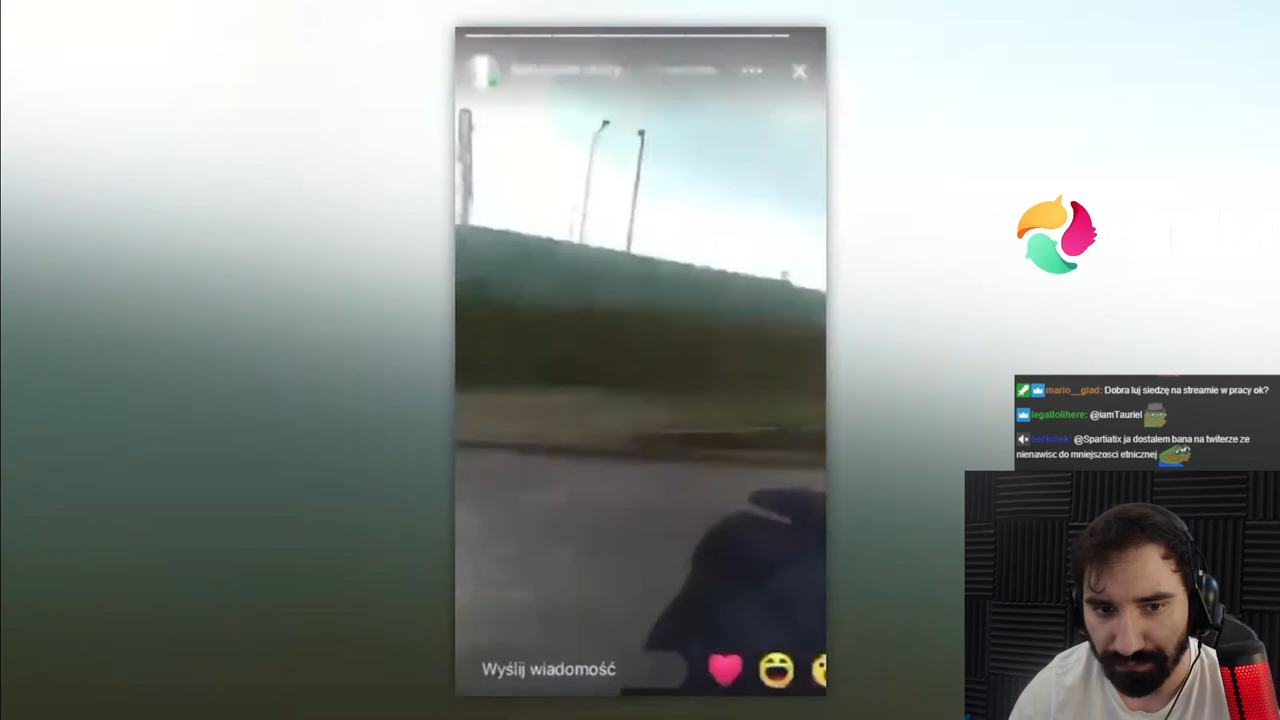 mario__glad: Dobra luj siedzę na streamie w pracy ok?
legallolihere: @iamTauriel
@Spartiatix ja dostalem bana na twiterze ze
nienawisc do mniejszosci etnicznej
Wyślij wiadomość